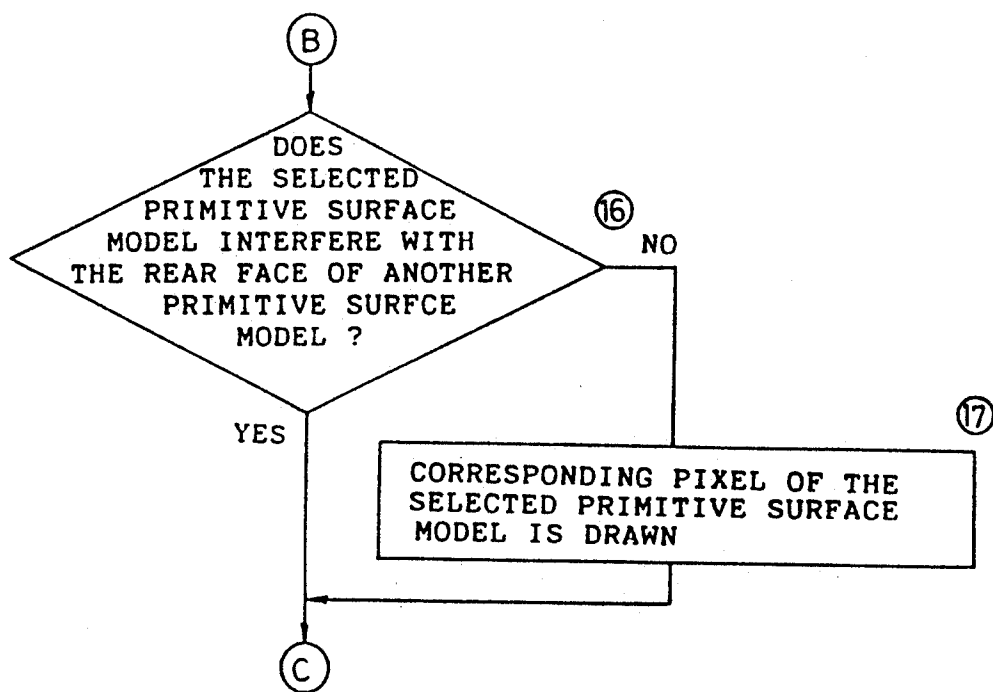 B
DOES
THE SELECTED
PRIMITIVE SURFACE
MODEL INTERFERE WITH
THE REAR FACE OF ANOTHER
PRIMITIVE SURFCE
MODEL ?
16
NO
YES
17
CORRESPONDING PIXEL OF THE
SELECTED PRIMITIVE SURFACE
MODEL IS DRAWN
C